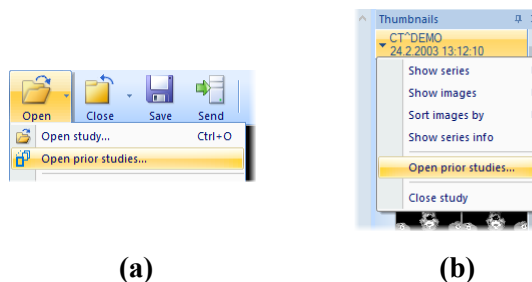 Open Close Save Send
Open study... Ctrl+O
Open prior studies...
(a)
Thumbnails
CT^DEMO
24.2.2003 13:12:10
Show series
Show images
Sort images by
Show series info
Open prior studies...
Close study
(b)